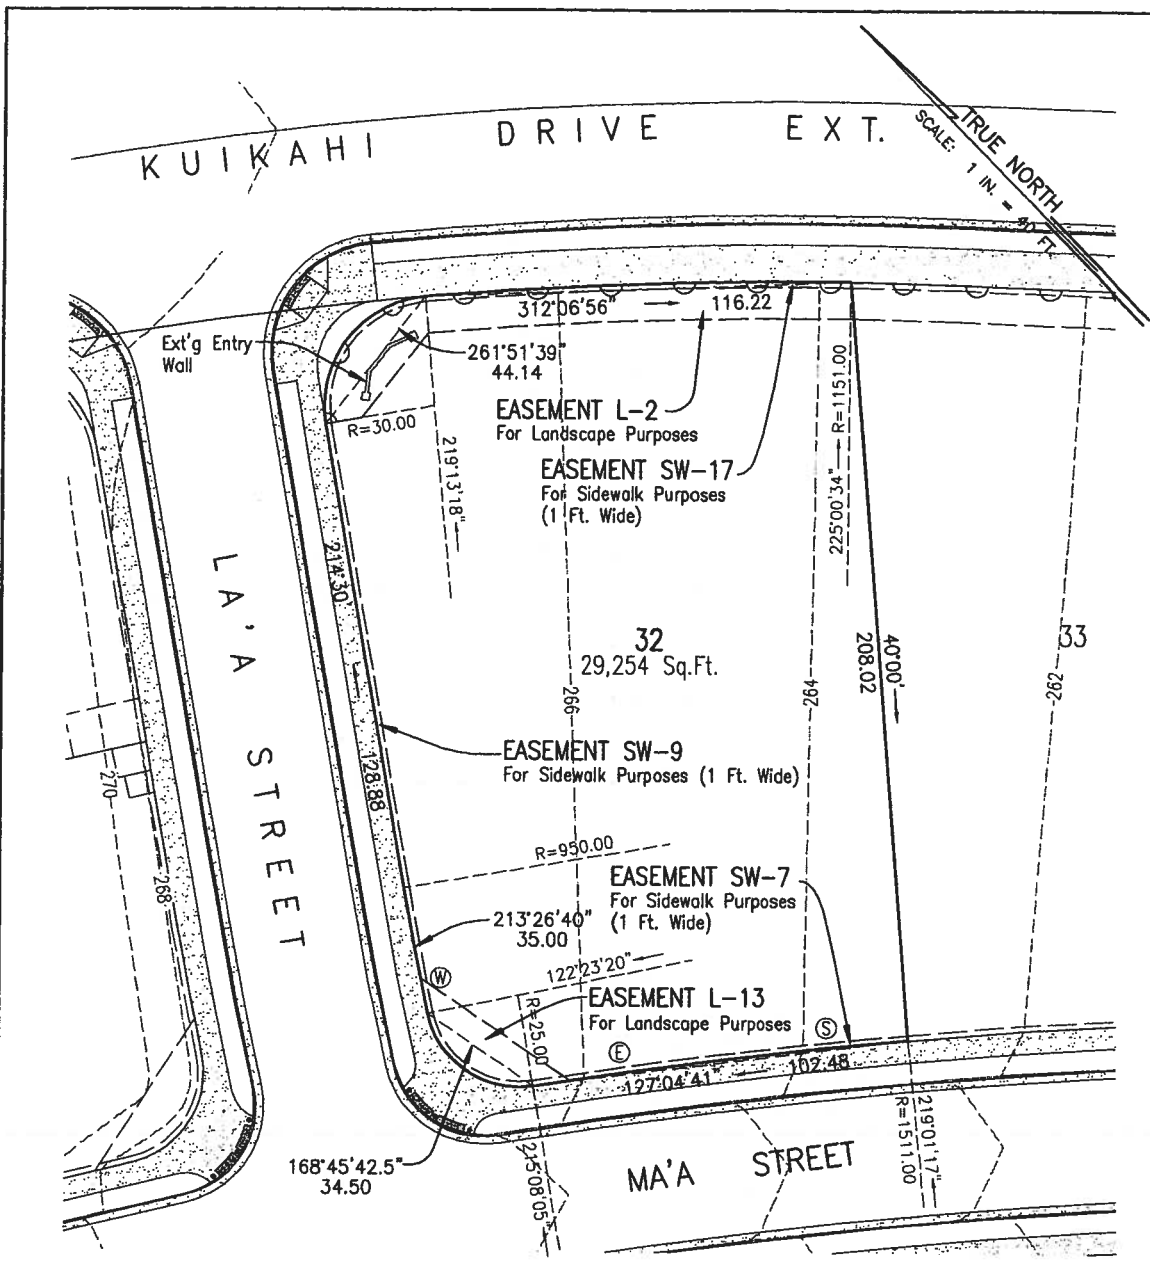 KUIKAHI DRIVE EXT.
TRUE NORTH
SCALE: 1 IN. = 40 FT.
312°06'56" 116.22
Ext'g Entry
Wall
261°51'39"
44.14
R=30.00
EASEMENT L-2
For Landscape Purposes
EASEMENT SW-17
For Sidewalk Purposes
(1 Ft. Wide)
219°13'18"
225°00'34"
R=1151.00
LA'A STREET
214°30'
128.88
32
29,254 Sq.Ft.
33
40°00'
208.02
266
264
262
270
268
EASEMENT SW-9
For Sidewalk Purposes (1 Ft. Wide)
R=950.00
EASEMENT SW-7
For Sidewalk Purposes
(1 Ft. Wide)
213°26'40"
35.00
122°23'20"
W
R=25.00
EASEMENT L-13
For Landscape Purposes
E
S
127°04'41" 102.48
168°45'42.5"
34.50
215°08'05"
MA'A STREET
219°01'17"
R=1511.00